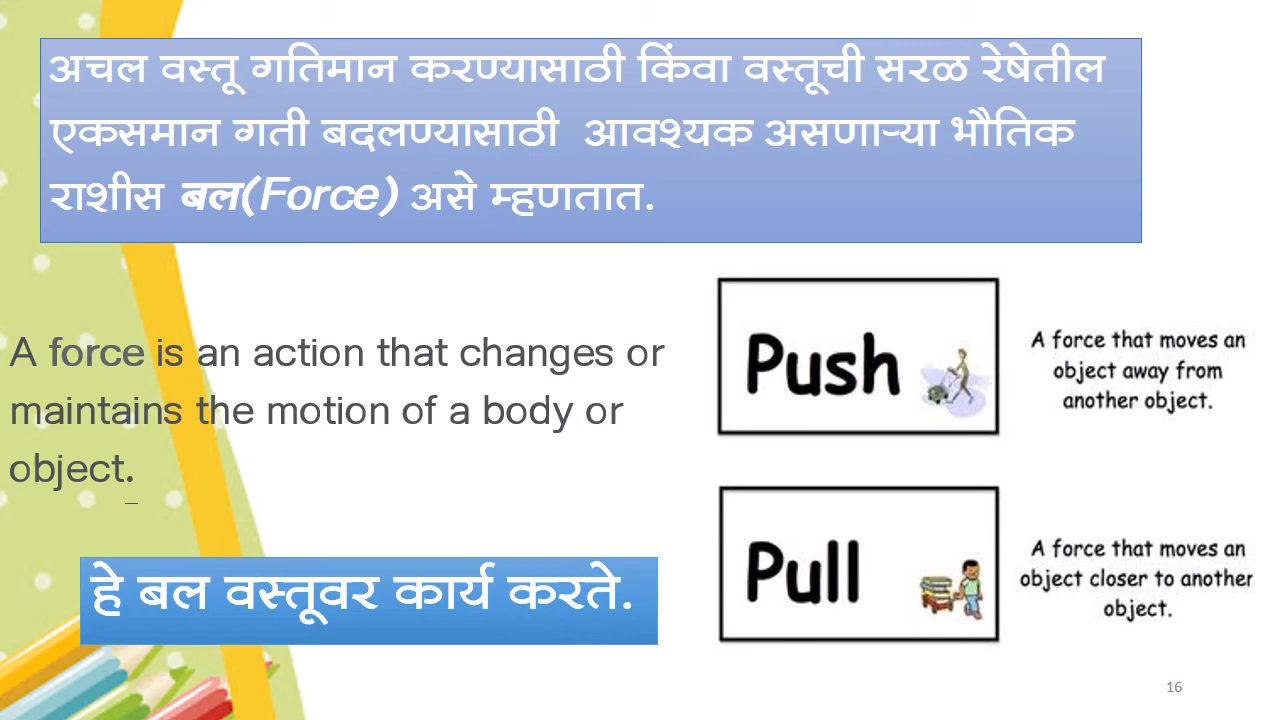 अचल वस्तू गतिमान करण्यासाठी किंवा वस्तूची सरळ रेषेतील
एकसमान गती बदलण्यासाठी आवश्यक असणाऱ्या भौतिक
राशीस बल(Force) असे म्हणतात.
A force is an action that changes or
maintains the motion of a body or
object.
हे बल वस्तूवर कार्य करते.
Push
A force that moves an
object away from
another object.
Pull
A force that moves an
object closer to another
object.
16